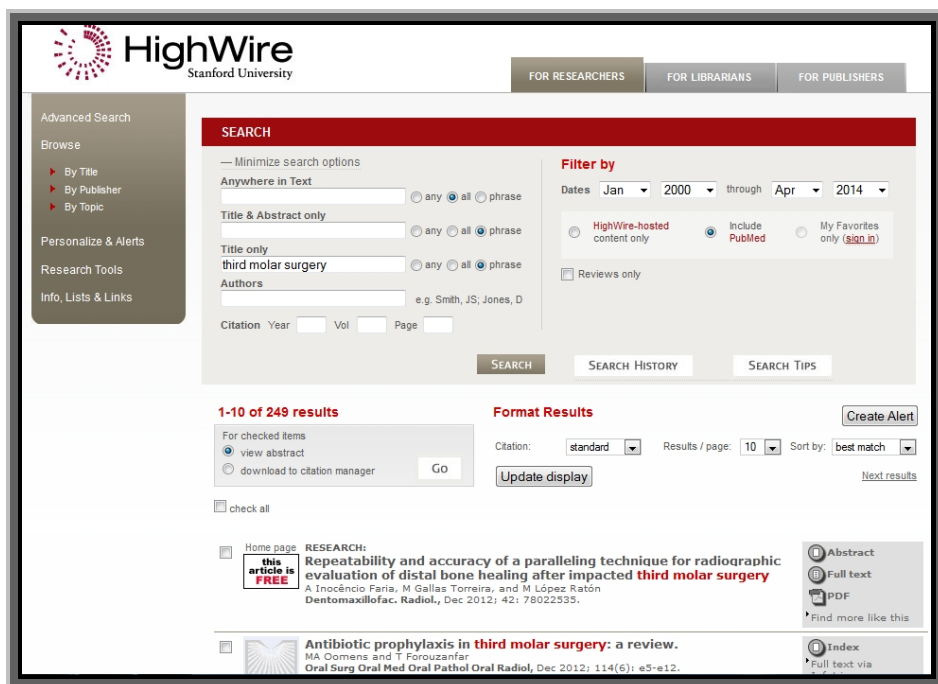 HighWire
Stanford University
FOR RESEARCHERS
FOR LIBRARIANS
FOR PUBLISHERS
Advanced Search
Browse
By Title
By Publisher
By Topic
Personalize & Alerts
Research Tools
Info, Lists & Links
SEARCH
— Minimize search options
Anywhere in Text
any all phrase
Title & Abstract only
any all phrase
Title only
third molar surgery
any all phrase
Authors
e.g. Smith, JS; Jones, D
Citation Year Vol Page
Filter by
Dates Jan 2000 through Apr 2014
HighWire-hosted
content only
Include
PubMed
My Favorites
only (sign in)
Reviews only
SEARCH
SEARCH HISTORY
SEARCH TIPS
1-10 of 249 results
For checked items
view abstract
download to citation manager
GO
Format Results
Create Alert
Citation: standard Results / page: 10 Sort by: best match
Update display
Next results
check all
Home page
this
article is
FREE
RESEARCH:
Repeatability and accuracy of a paralleling technique for radiographic
evaluation of distal bone healing after impacted third molar surgery
A Inocêncio Faria, M Gallas Torreira, and M López Ratón
Dentomaxillofac. Radiol., Dec 2012; 42: 78022535.
Abstract
Full text
PDF
Find more like this
Antibiotic prophylaxis in third molar surgery: a review.
MA Oomens and T Forouzanfar
Oral Surg Oral Med Oral Pathol Oral Radiol, Dec 2012; 114(6): e5-e12.
Index
Full text via